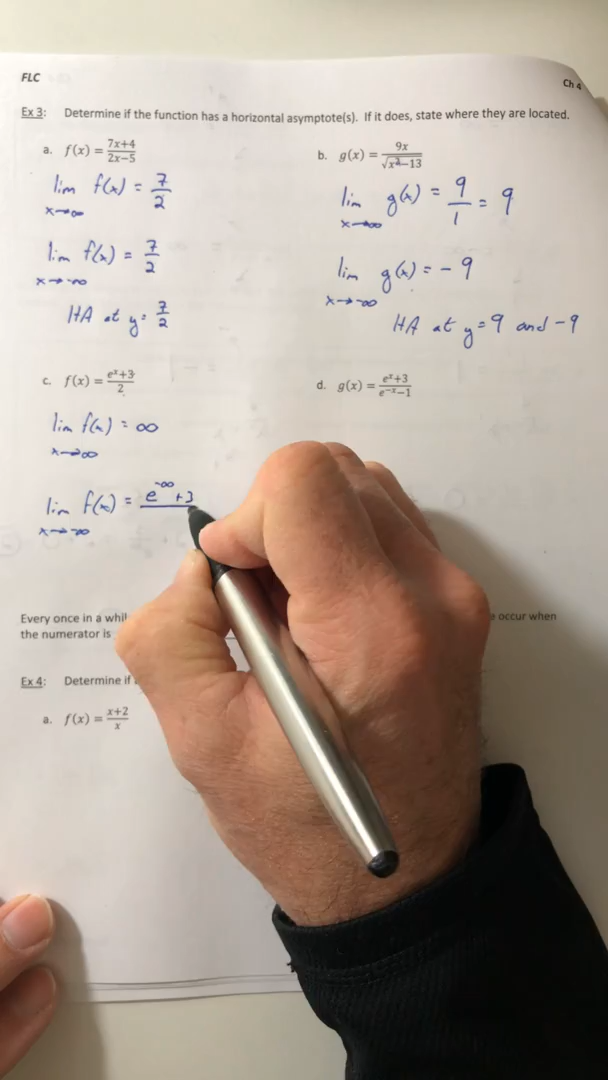 FLC
Ch 4
Ex 3: Determine if the function has a horizontal asymptote(s). If it does, state where they are located.
a. f(x) = 7x+4 / 2x−5
lim f(x) = 7/2
x→∞
lim f(x) = 7/2
x→-∞
HA at y = 7/2
b. g(x) = 9x / √x²−13
lim g(x) = 9/1 = 9
x→∞
lim g(x) = -9
x→-∞
HA at y = 9 and -9
c. f(x) = eˣ+3 / 2
lim f(x) = ∞
x→∞
lim f(x) = e^-∞ +3
x→-∞
d. g(x) = eˣ+3 / e⁻ˣ−1
Every once in a
occur when
the numerator is
Ex 4: Determine if
a. f(x) = x+2 / x